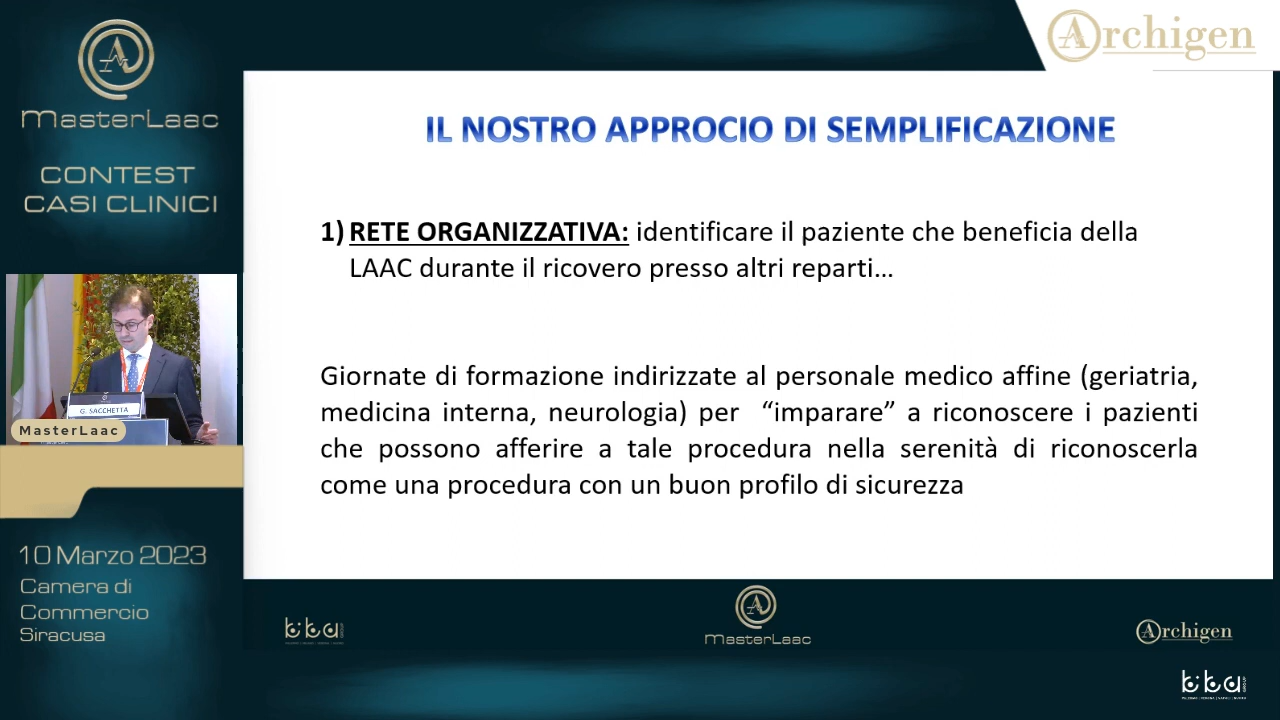 MasterLaac
CONTEST
CASI CLINICI
G. SACCHETTA
MasterLaac
10 Marzo 2023
Camera di
Commercio
Siracusa
Archigen
IL NOSTRO APPROCIO DI SEMPLIFICAZIONE
1) RETE ORGANIZZATIVA: identificare il paziente che beneficia della
LAAC durante il ricovero presso altri reparti...
Giornate di formazione indirizzate al personale medico affine (geriatria,
medicina interna, neurologia) per “imparare” a riconoscere i pazienti
che possono afferire a tale procedura nella serenità di riconoscerla
come una procedura con un buon profilo di sicurezza
bba
MasterLaac
Archigen
bba